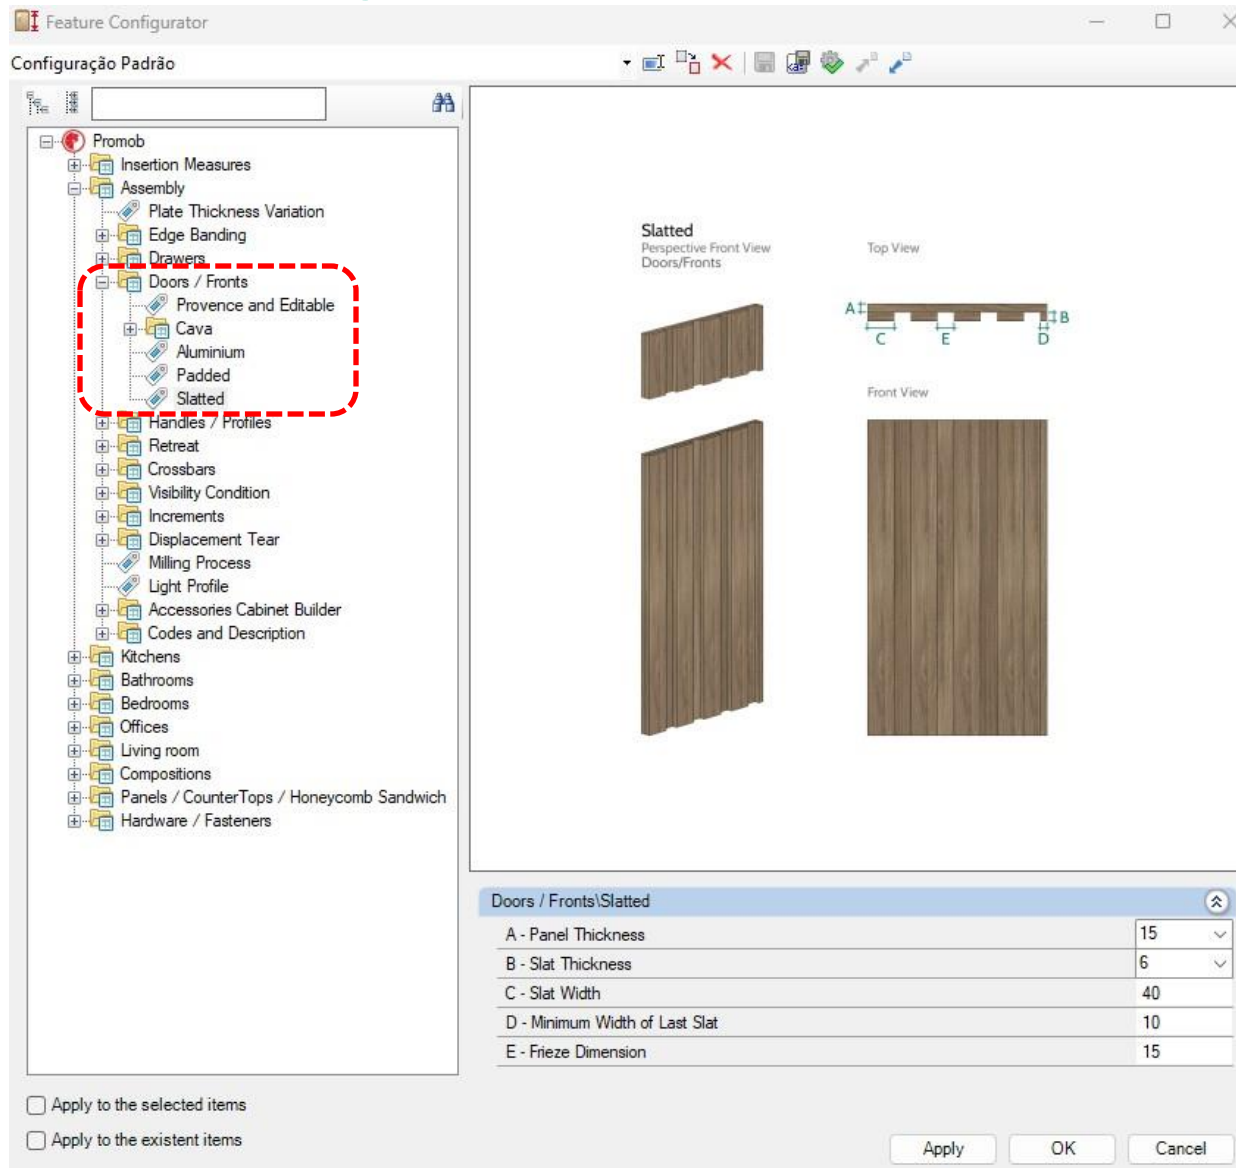 Feature Configurator
Configuração Padrão
Promob
Insertion Measures
Assembly
Plate Thickness Variation
Edge Banding
Drawers
Doors / Fronts
Provence and Editable
Cava
Aluminium
Padded
Slatted
Handles / Profiles
Retreat
Crossbars
Visibility Condition
Increments
Displacement Tear
Milling Process
Light Profile
Accessories Cabinet Builder
Codes and Description
Kitchens
Bathrooms
Bedrooms
Offices
Living room
Compositions
Panels / CounterTops / Honeycomb Sandwich
Hardware / Fasteners
Slatted
Perspective Front View
Doors/Fronts
Top View
A
B
C
E
D
Front View
Doors / Fronts\Slatted
A - Panel Thickness 15
B - Slat Thickness 6
C - Slat Width 40
D - Minimum Width of Last Slat 10
E - Frieze Dimension 15
Apply to the selected items
Apply to the existent items
Apply OK Cancel